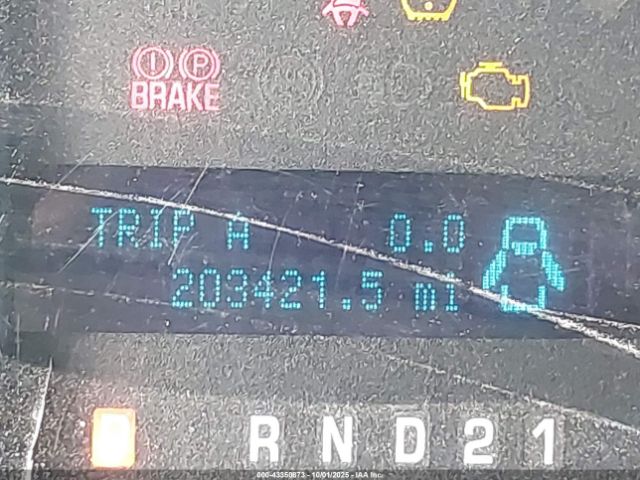 BRAKE
TRIP A 0.0
203421.5 mi
P R N D 2 1
000-43350873 - 10/01/2025 - IAA Inc.